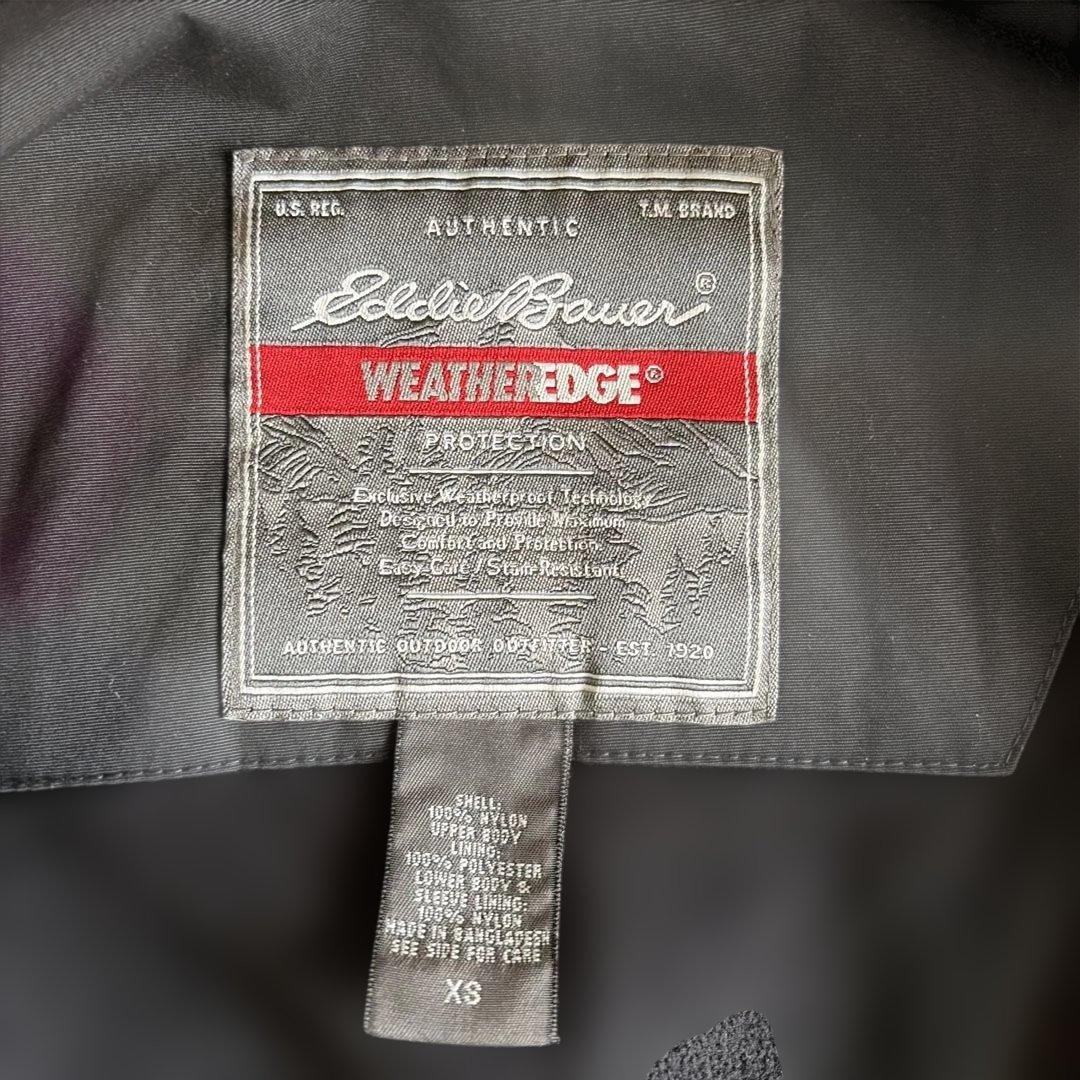 U.S. REG.
T.M. BRAND
AUTHENTIC
Eddie Bauer®
WEATHEREDGE®
PROTECTION
Exclusive Weatherproof Technology
Designed to Provide Maximum
Comfort and Protection.
Easy Care / Stain Resistant
AUTHENTIC OUTDOOR OUTFITTER - EST. 1920
SHELL:
100% NYLON
UPPER BODY
LINING:
100% POLYESTER
LOWER BODY &
SLEEVE LINING:
100% NYLON
MADE IN BANGLADESH
SEE SIDE FOR CARE
XS